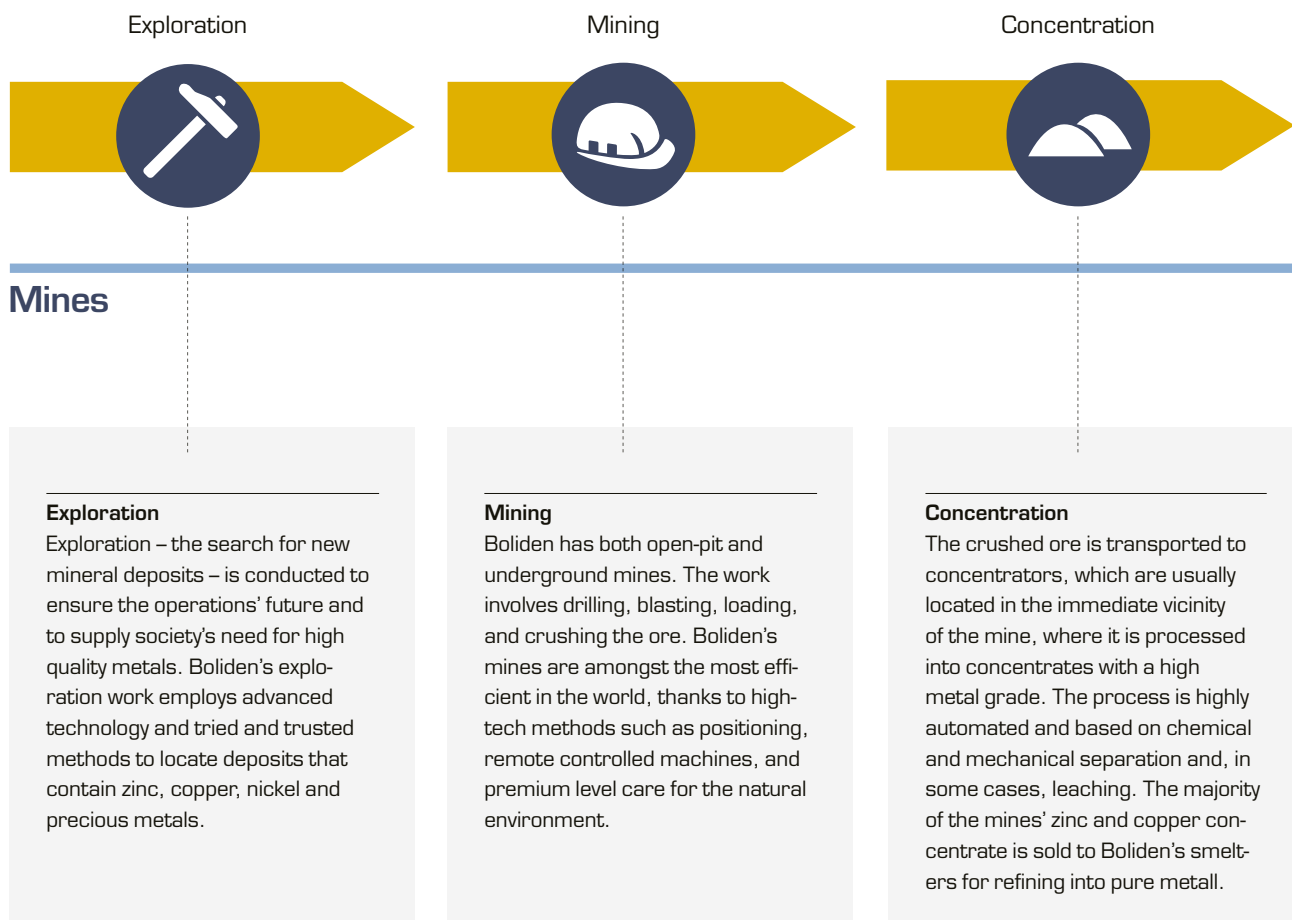 Exploration
Mining
Concentration
Mines
Exploration
Exploration – the search for new
mineral deposits – is conducted to
ensure the operations’ future and
to supply society’s need for high
quality metals. Boliden’s explo-
ration work employs advanced
technology and tried and trusted
methods to locate deposits that
contain zinc, copper, nickel and
precious metals.
Mining
Boliden has both open-pit and
underground mines. The work
involves drilling, blasting, loading,
and crushing the ore. Boliden’s
mines are amongst the most effi-
cient in the world, thanks to high-
tech methods such as positioning,
remote controlled machines, and
premium level care for the natural
environment.
Concentration
The crushed ore is transported to
concentrators, which are usually
located in the immediate vicinity
of the mine, where it is processed
into concentrates with a high
metal grade. The process is highly
automated and based on chemical
and mechanical separation and, in
some cases, leaching. The majority
of the mines’ zinc and copper con-
centrate is sold to Boliden’s smelt-
ers for refining into pure metall.